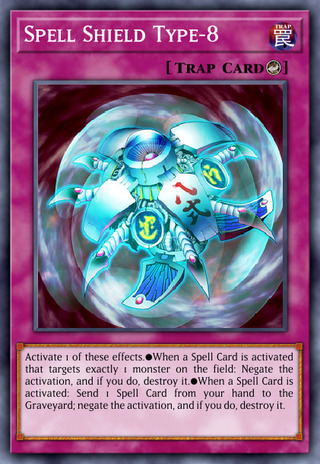 Spell Shield Type-8
TRAP
罠
[ Trap Card ]
Activate 1 of these effects.●When a Spell Card is activated
that targets exactly 1 monster on the field: Negate the
activation, and if you do, destroy it.●When a Spell Card is
activated: Send 1 Spell Card from your hand to the
Graveyard; negate the activation, and if you do, destroy it.